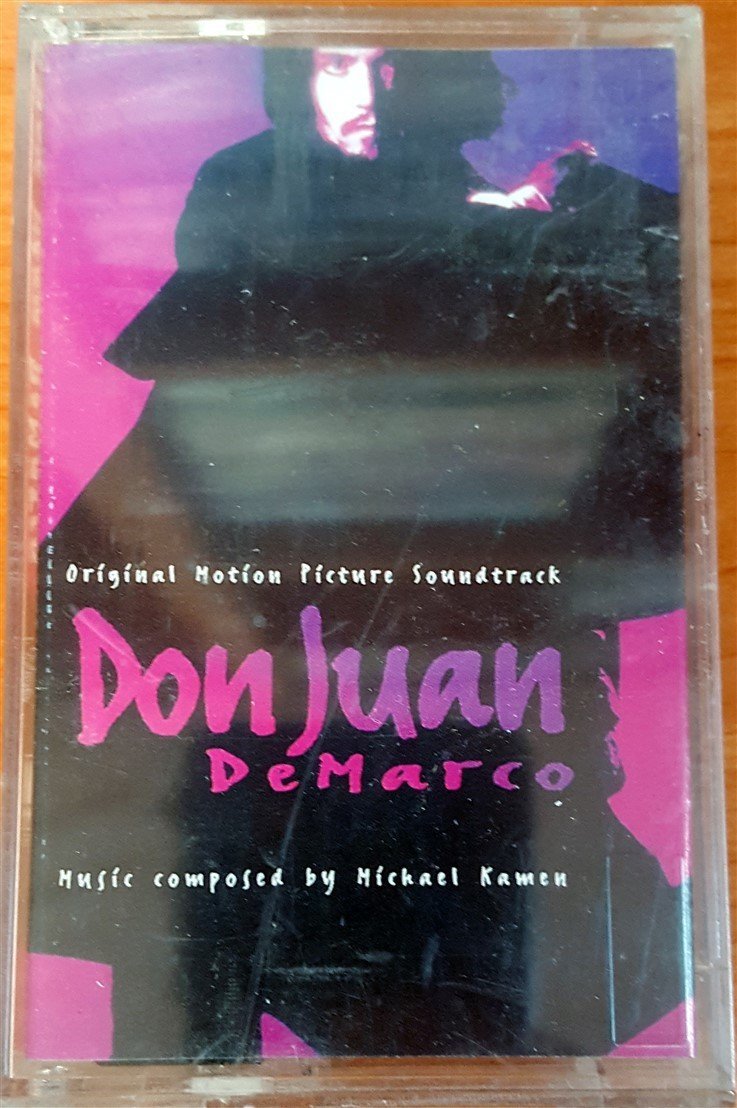 Original Motion Picture Soundtrack
Don Juan
DeMarco
Music composed by Michael Kamen